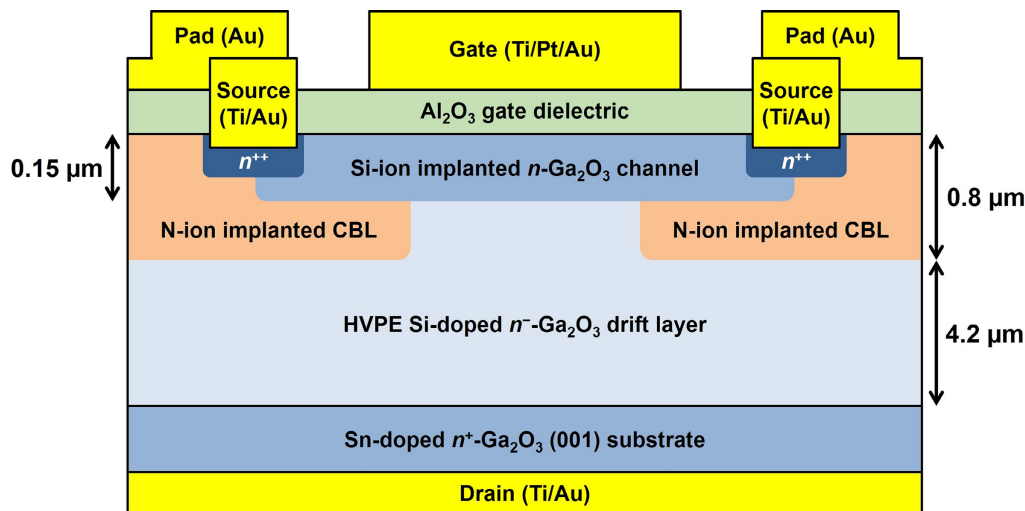 Pad (Au)
Gate (Ti/Pt/Au)
Pad (Au)
Source
(Ti/Au)
Source
(Ti/Au)
Al₂O₃ gate dielectric
0.15 µm
n⁺⁺
Si-ion implanted n-Ga₂O₃ channel
n⁺⁺
0.8 µm
N-ion implanted CBL
N-ion implanted CBL
HVPE Si-doped n⁻-Ga₂O₃ drift layer
4.2 µm
Sn-doped n⁺-Ga₂O₃ (001) substrate
Drain (Ti/Au)